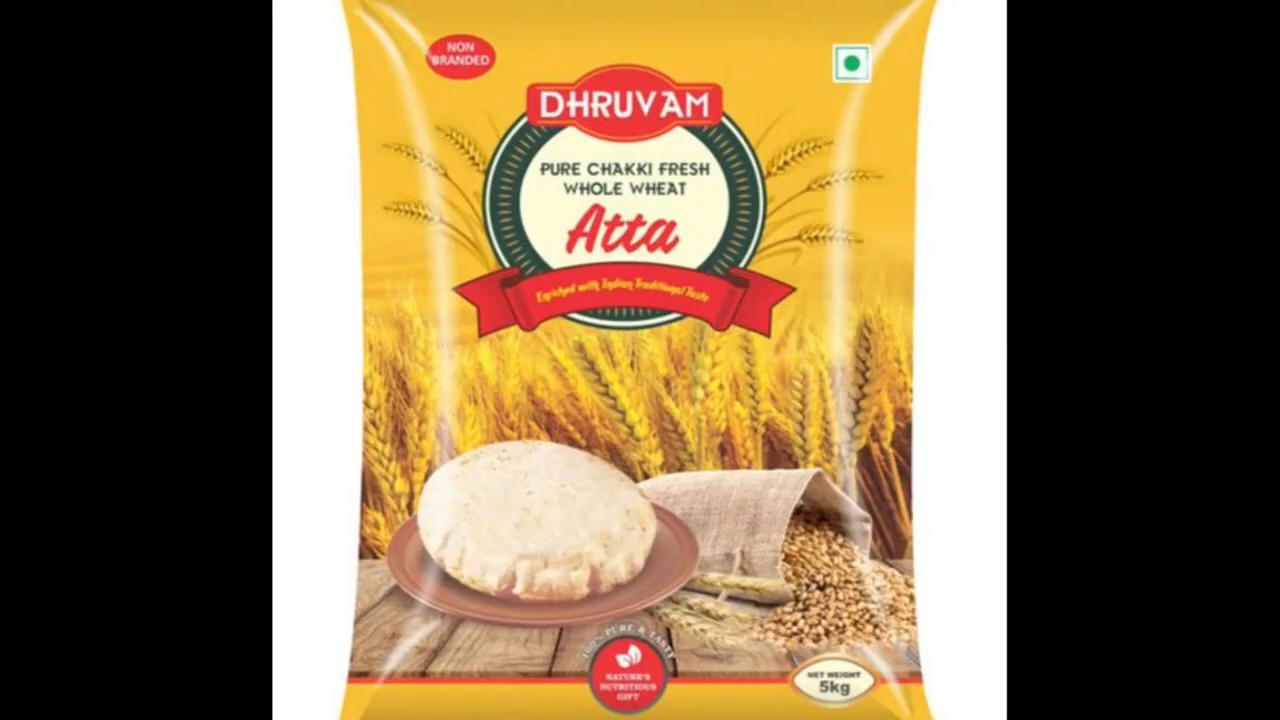 NON
BRANDED
DHRUVAM
PURE CHAKKI FRESH
WHOLE WHEAT
Atta
Enriched with Indian Traditional Taste
100% PURE & TASTY
NATURE'S
NUTRITIOUS
GIFT
NET WEIGHT
5kg